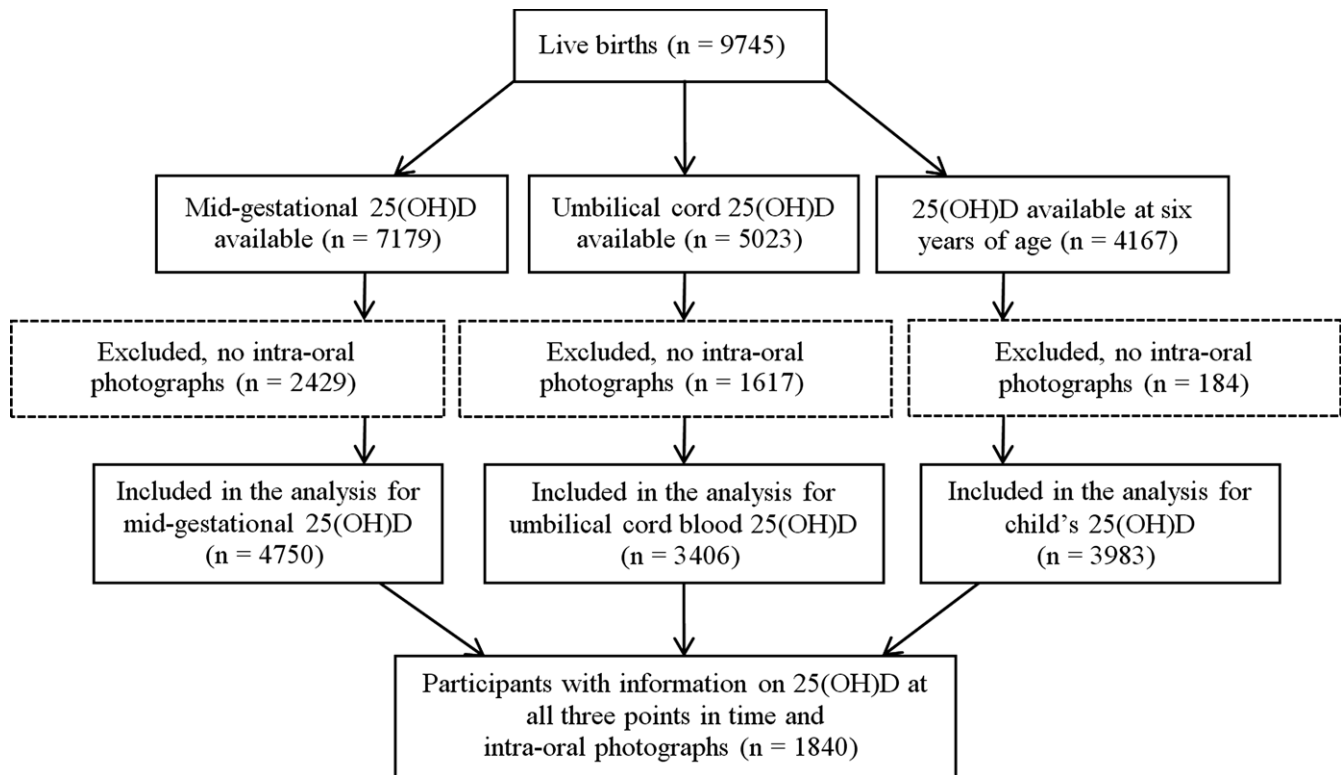 Live births (n = 9745)
Mid-gestational 25(OH)D
available (n = 7179)
Umbilical cord 25(OH)D
available (n = 5023)
25(OH)D available at six
years of age (n = 4167)
Excluded, no intra-oral
photographs (n = 2429)
Excluded, no intra-oral
photographs (n = 1617)
Excluded, no intra-oral
photographs (n = 184)
Included in the analysis for
mid-gestational 25(OH)D
(n = 4750)
Included in the analysis for
umbilical cord blood 25(OH)D
(n = 3406)
Included in the analysis for
child’s 25(OH)D
(n = 3983)
Participants with information on 25(OH)D at
all three points in time and
intra-oral photographs (n = 1840)